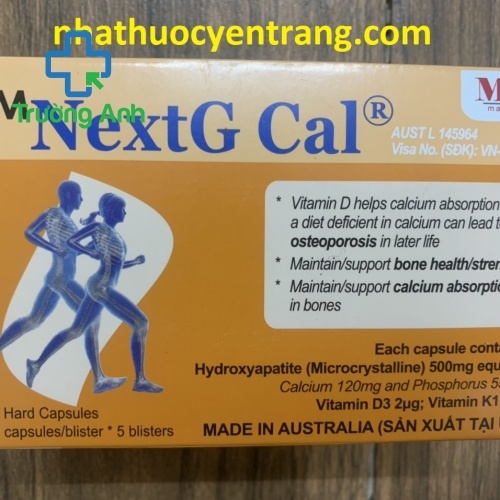 nhathuocyentrang.com
M NextG Cal®
Trường Anh
M
AUST L 145964
Visa No. (SĐK): VN-
* Vitamin D helps calcium absorption
a diet deficient in calcium can lead to
osteoporosis in later life
* Maintain/support bone health/stren
* Maintain/support calcium absorptio
in bones
Each capsule conta
Hydroxyapatite (Microcrystalline) 500mg equ
Calcium 120mg and Phosphorus 5
Vitamin D3 2µg; Vitamin K1
Hard Capsules
capsules/blister * 5 blisters
MADE IN AUSTRALIA (SẢN XUẤT TẠI